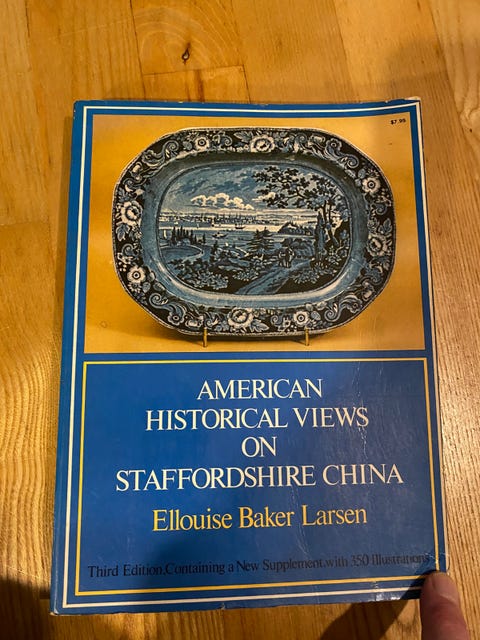 $7.95
AMERICAN
HISTORICAL VIEWS
ON
STAFFORDSHIRE CHINA
Ellouise Baker Larsen
Third Edition, Containing a New Supplement, with 350 Illustrations